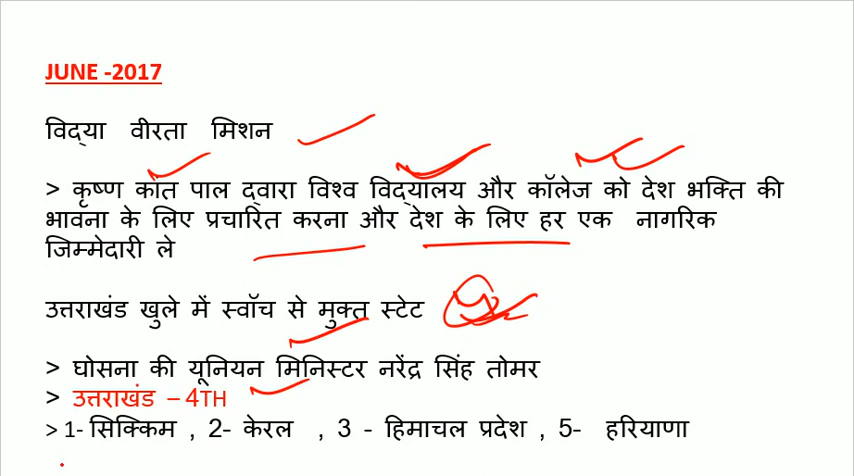 JUNE -2017
विद्या वीरता मिशन
> कृष्ण कांत पाल द्वारा विश्व विद्यालय और कॉलेज को देश भक्ति की
भावना के लिए प्रचारित करना और देश के लिए हर एक नागरिक
जिम्मेदारी ले
उत्तराखंड खुले में स्वॉच से मुक्त स्टेट
> घोसना की यूनियन मिनिस्टर नरेंद्र सिंह तोमर
> उत्तराखंड – 4TH
> 1- सिक्किम , 2- केरल , 3 - हिमाचल प्रदेश , 5- हरियाणा